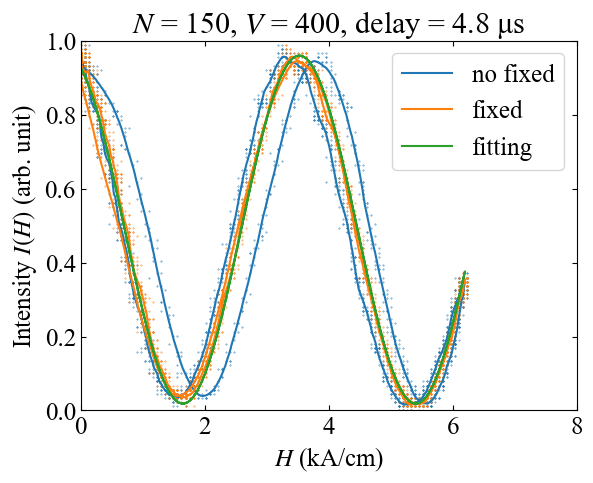 N = 150, V = 400, delay = 4.8 μs
Intensity I(H) (arb. unit)
1.0
0.8
0.6
0.4
0.2
0.0
no fixed
fixed
fitting
0 2 4 6 8
H (kA/cm)